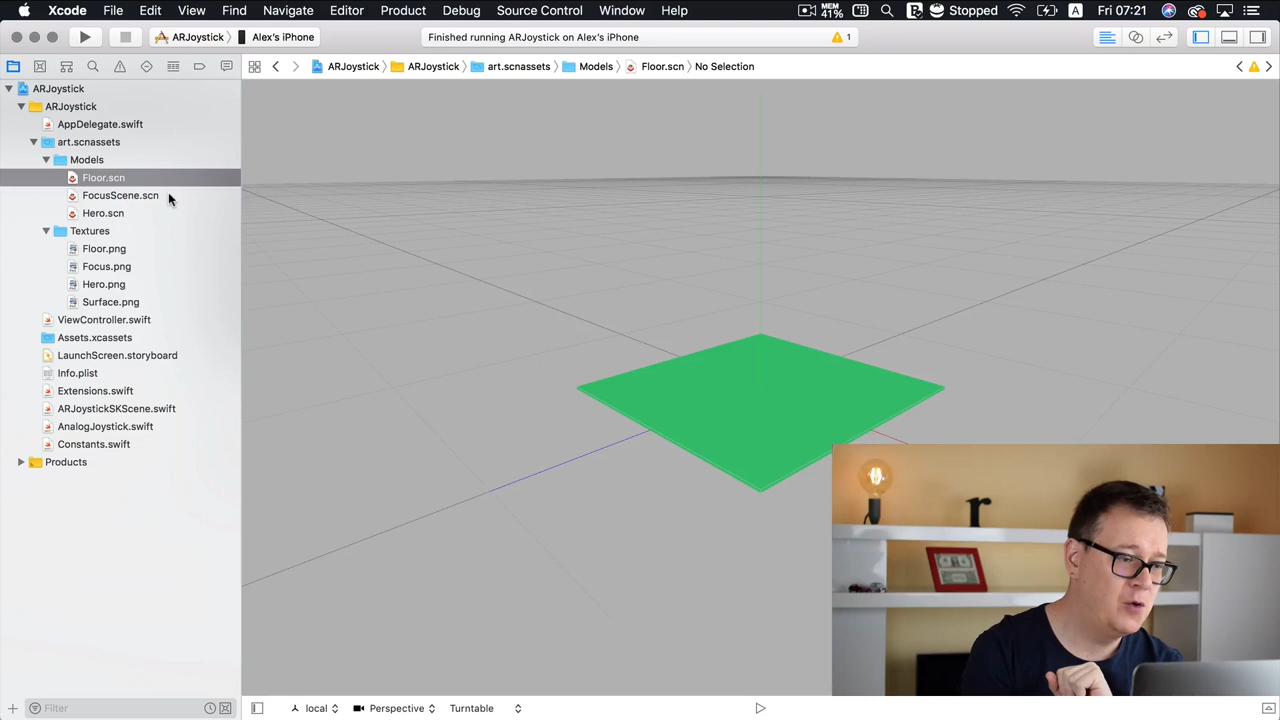 Xcode File Edit View Find Navigate Editor Product Debug Source Control Window Help MEM 41% Stopped A Fri 07:21
ARJoystick Alex's iPhone Finished running ARJoystick on Alex's iPhone 1
ARJoystick ARJoystick art.scnassets Models Floor.scn No Selection
ARJoystick
ARJoystick
AppDelegate.swift
art.scnassets
Models
Floor.scn
FocusScene.scn
Hero.scn
Textures
Floor.png
Focus.png
Hero.png
Surface.png
ViewController.swift
Assets.xcassets
LaunchScreen.storyboard
Info.plist
Extensions.swift
ARJoystickSKScene.swift
AnalogJoystick.swift
Constants.swift
Products
Filter local Perspective Turntable